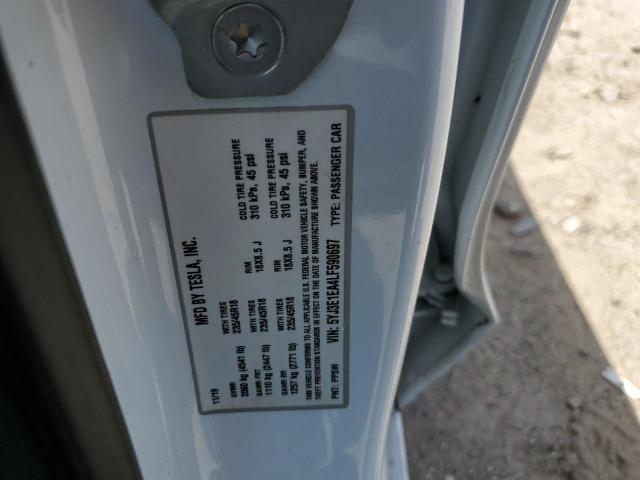 MFD BY TESLA, INC.
11/19
GVWR
2060 kg (4541 lb)
WITH TIRES
235/45R18
RIM
18X8.5 J
COLD TIRE PRESSURE
310 kPa, 45 psi
GAWR FRT
1110 kg (2447 lb)
WITH TIRES
235/45R18
RIM
18X8.5 J
COLD TIRE PRESSURE
310 kPa, 45 psi
GAWR RR
1257 kg (2771 lb)
WITH TIRES
235/45R18
THIS VEHICLE CONFORMS TO ALL APPLICABLE U.S. FEDERAL MOTOR VEHICLE SAFETY, BUMPER, AND
THEFT PREVENTION STANDARDS IN EFFECT ON THE DATE OF MANUFACTURE SHOWN ABOVE.
VIN: 5YJ3E1EA4LF590697
PNT: PPSW
TYPE: PASSENGER CAR